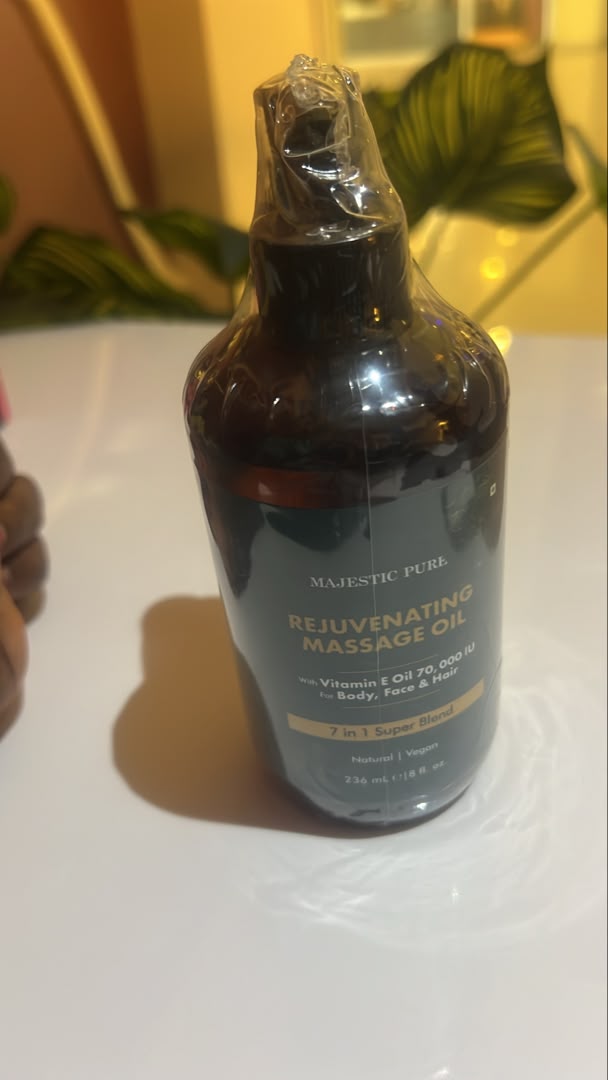 MAJESTIC PURE
REJUVENATING
MASSAGE OIL
With Vitamin E Oil 70,000 IU
For Body, Face & Hair
7 in 1 Super Blend
Natural | Vegan
236 mL ℮ | 8 fl. oz.